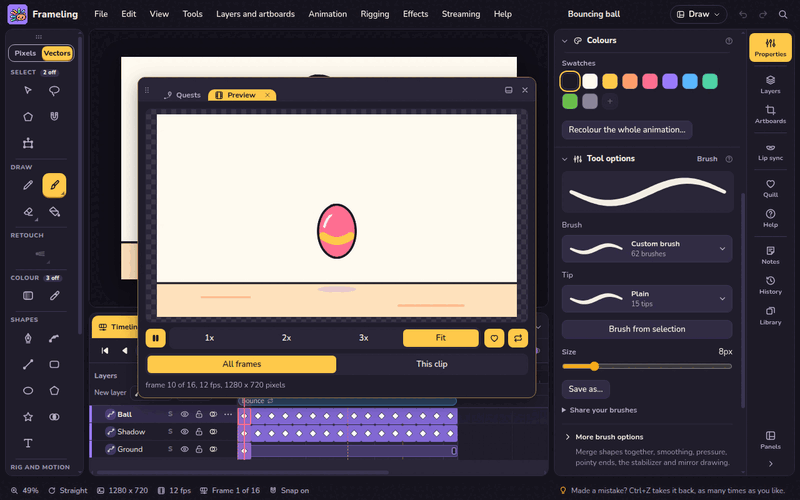 Frameling
File Edit View Tools Layers and artboards Animation Rigging Effects Streaming Help
Bouncing ball
Draw
Pixels Vectors
SELECT 2 off
DRAW
RETOUCH
COLOUR 3 off
SHAPES
RIG AND MOTION
Quests
Preview
1x 2x 3x Fit
All frames This clip
frame 10 of 16, 12 fps, 1280 x 720 pixels
Layers
New layer
bounce
Ball S
Shadow S
Ground S
Colours
Swatches
Recolour the whole animation...
Tool options Brush
Brush
Custom brush
62 brushes
Tip
Plain
15 tips
Brush from selection
Size 8px
Save as...
Share your brushes
More brush options
Merge shapes together, smoothing, pressure,
pointy ends, the stabilizer and mirror drawing.
Properties
Layers
Artboards
Lip sync
Quill
Help
Notes
History
Library
Panels
49% Straight 1280 x 720 12 fps Frame 1 of 16 Snap on
Made a mistake? Ctrl+Z takes it back, as many times as you like.